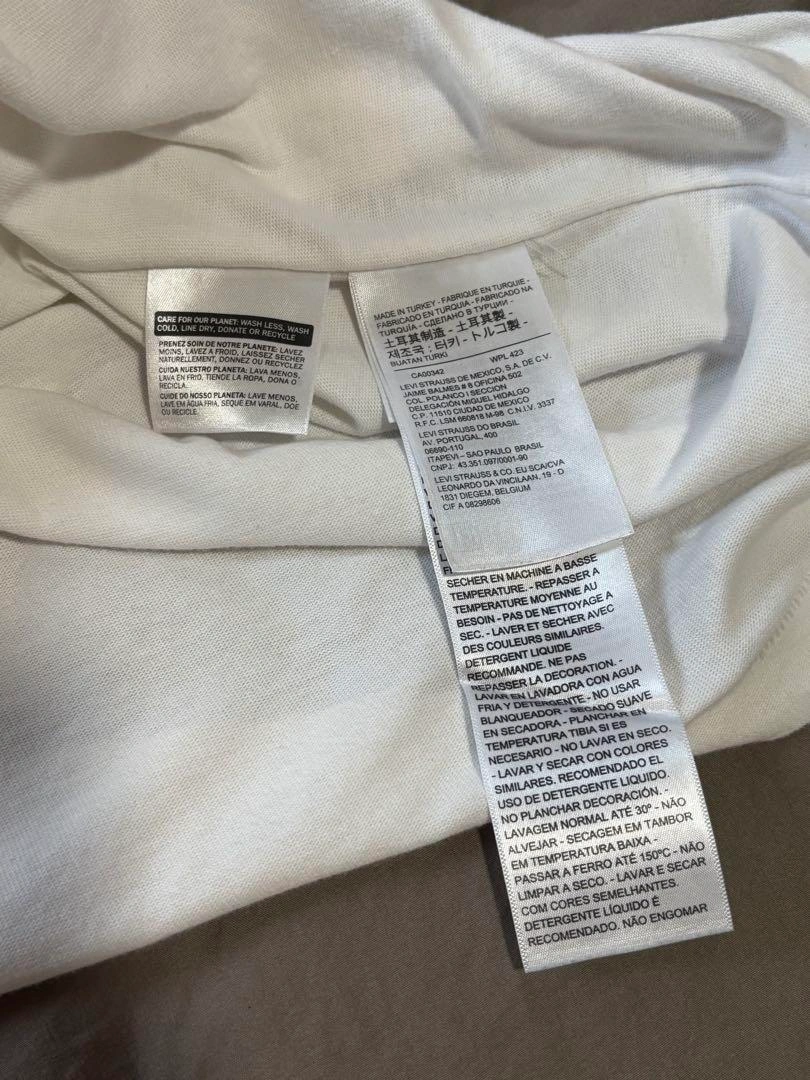 CARE FOR OUR PLANET: WASH LESS, WASH
COLD, LINE DRY, DONATE OR RECYCLE
PRENEZ SOIN DE NOTRE PLANETE: LAVEZ
MOINS, LAVEZ A FROID, LAISSEZ SECHER
NATURELLEMENT, DONNEZ OU RECYCLEZ
CUIDA NUESTRO PLANETA: LAVA MENOS,
LAVA EN FRIO, TIENDE LA ROPA, DONA O
RECICLA.
CUIDE DO NOSSO PLANETA: LAVE MENOS,
LAVE EM ÁGUA FRIA, SEQUE EM VARAL, DOE
OU RECICLE.
MADE IN TURKEY - FABRIQUE EN TURQUIE -
FABRICADO EN TURQUIA - FABRICADO NA
TURQUÍA - СДЕЛАНО В ТУРЦИИ -
土耳其制造 - 土耳其製 -
제조국 : 터키 - トルコ製 -
BUATAN TURKI
CA00342 WPL 423
LEVI STRAUSS DE MEXICO, S.A. DE C.V.
JAIME BALMES # 8 OFICINA 502
COL. POLANCO I SECCION
DELEGACIÓN MIGUEL HIDALGO
C.P. 11510 CIUDAD DE MEXICO
R.F.C. LSM 660818 M-98 C.N.I.V. 3337
LEVI STRAUSS DO BRASIL
AV. PORTUGAL, 400
06690-110
ITAPEVI – SAO PAULO BRASIL
CNPJ: 43.351.097/0001-90
LEVI STRAUSS & CO. EU SCA/CVA
LEONARDO DA VINCILAAN. 19 - D
1831 DIEGEM, BELGIUM
CIF A 08298606
SECHER EN MACHINE A BASSE
TEMPERATURE. - REPASSER A
TEMPERATURE MOYENNE AU
BESOIN - PAS DE NETTOYAGE A
SEC. - LAVER ET SECHER AVEC
DES COULEURS SIMILAIRES.
DETERGENT LIQUIDE
RECOMMANDE. NE PAS
REPASSER LA DECORATION. -
LAVAR EN LAVADORA CON AGUA
FRIA Y DETERGENTE - NO USAR
BLANQUEADOR - SECADO SUAVE
EN SECADORA - PLANCHAR EN
TEMPERATURA TIBIA SI ES
NECESARIO - NO LAVAR EN SECO.
- LAVAR Y SECAR CON COLORES
SIMILARES. RECOMENDADO EL
USO DE DETERGENTE LIQUIDO.
NO PLANCHAR DECORACIÓN. -
LAVAGEM NORMAL ATÉ 30º - NÃO
ALVEJAR - SECAGEM EM TAMBOR
EM TEMPERATURA BAIXA -
PASSAR A FERRO ATÉ 150ºC - NÃO
LIMPAR A SECO. - LAVAR E SECAR
COM CORES SEMELHANTES.
DETERGENTE LÍQUIDO É
RECOMENDADO. NÃO ENGOMAR